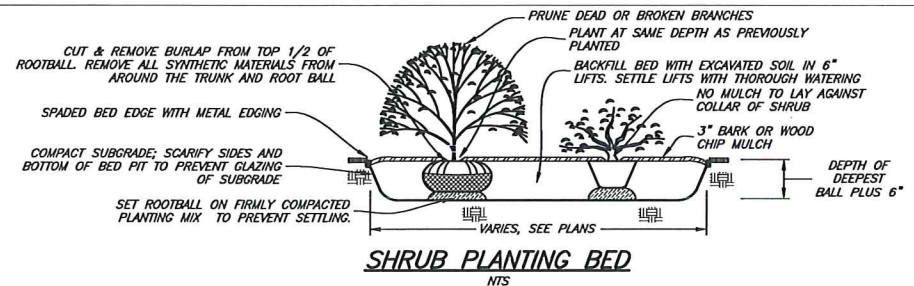 PRUNE DEAD OR BROKEN BRANCHES
CUT & REMOVE BURLAP FROM TOP 1/2 OF
ROOTBALL. REMOVE ALL SYNTHETIC MATERIALS FROM
AROUND THE TRUNK AND ROOT BALL
PLANT AT SAME DEPTH AS PREVIOUSLY
PLANTED
BACKFILL BED WITH EXCAVATED SOIL IN 6"
LIFTS. SETTLE LIFTS WITH THOROUGH WATERING
NO MULCH TO LAY AGAINST
COLLAR OF SHRUB
SPADED BED EDGE WITH METAL EDGING
3" BARK OR WOOD
CHIP MULCH
COMPACT SUBGRADE; SCARIFY SIDES AND
BOTTOM OF BED PIT TO PREVENT GLAZING
OF SUBGRADE
DEPTH OF
DEEPEST
BALL PLUS 6"
SET ROOTBALL ON FIRMLY COMPACTED
PLANTING MIX TO PREVENT SETTLING.
VARIES, SEE PLANS
SHRUB PLANTING BED
NTS